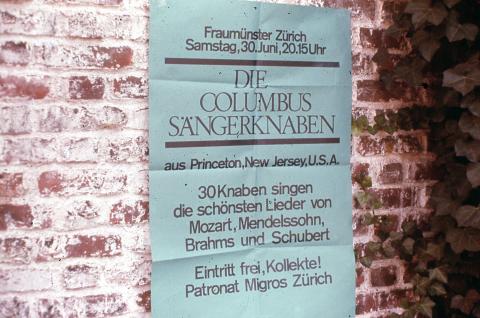 Fraumünster Zürich
Samstag, 30. Juni, 20.15 Uhr
DIE
COLUMBUS
SÄNGERKNABEN
aus Princeton, New Jersey, U.S.A.
30 Knaben singen
die schönsten Lieder von
Mozart, Mendelssohn,
Brahms und Schubert
Eintritt frei, Kollekte!
Patronat Migros Zürich